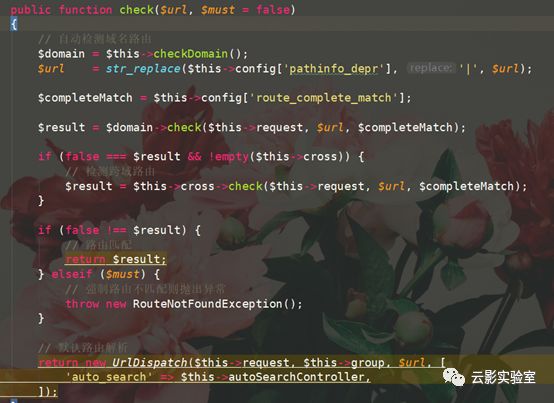 public function check($url, $must = false)
{
    // 自动检测域名路由
    $domain = $this->checkDomain();
    $url    = str_replace($this->config['pathinfo_depr'], replace: '|', $url);

    $completeMatch = $this->config['route_complete_match'];

    $result = $domain->check($this->request, $url, $completeMatch);

    if (false === $result && !empty($this->cross)) {
        // 检测跨域路由
        $result = $this->cross->check($this->request, $url, $completeMatch);
    }

    if (false !== $result) {
        // 路由匹配
        return $result;
    } elseif ($must) {
        // 强制路由不匹配则抛出异常
        throw new RouteNotFoundException();
    }

    // 默认路由解析
    return new UrlDispatch($this->request, $this->group, $url, [
        'auto_search' => $this->autoSearchController,
    ]);
}
云影实验室